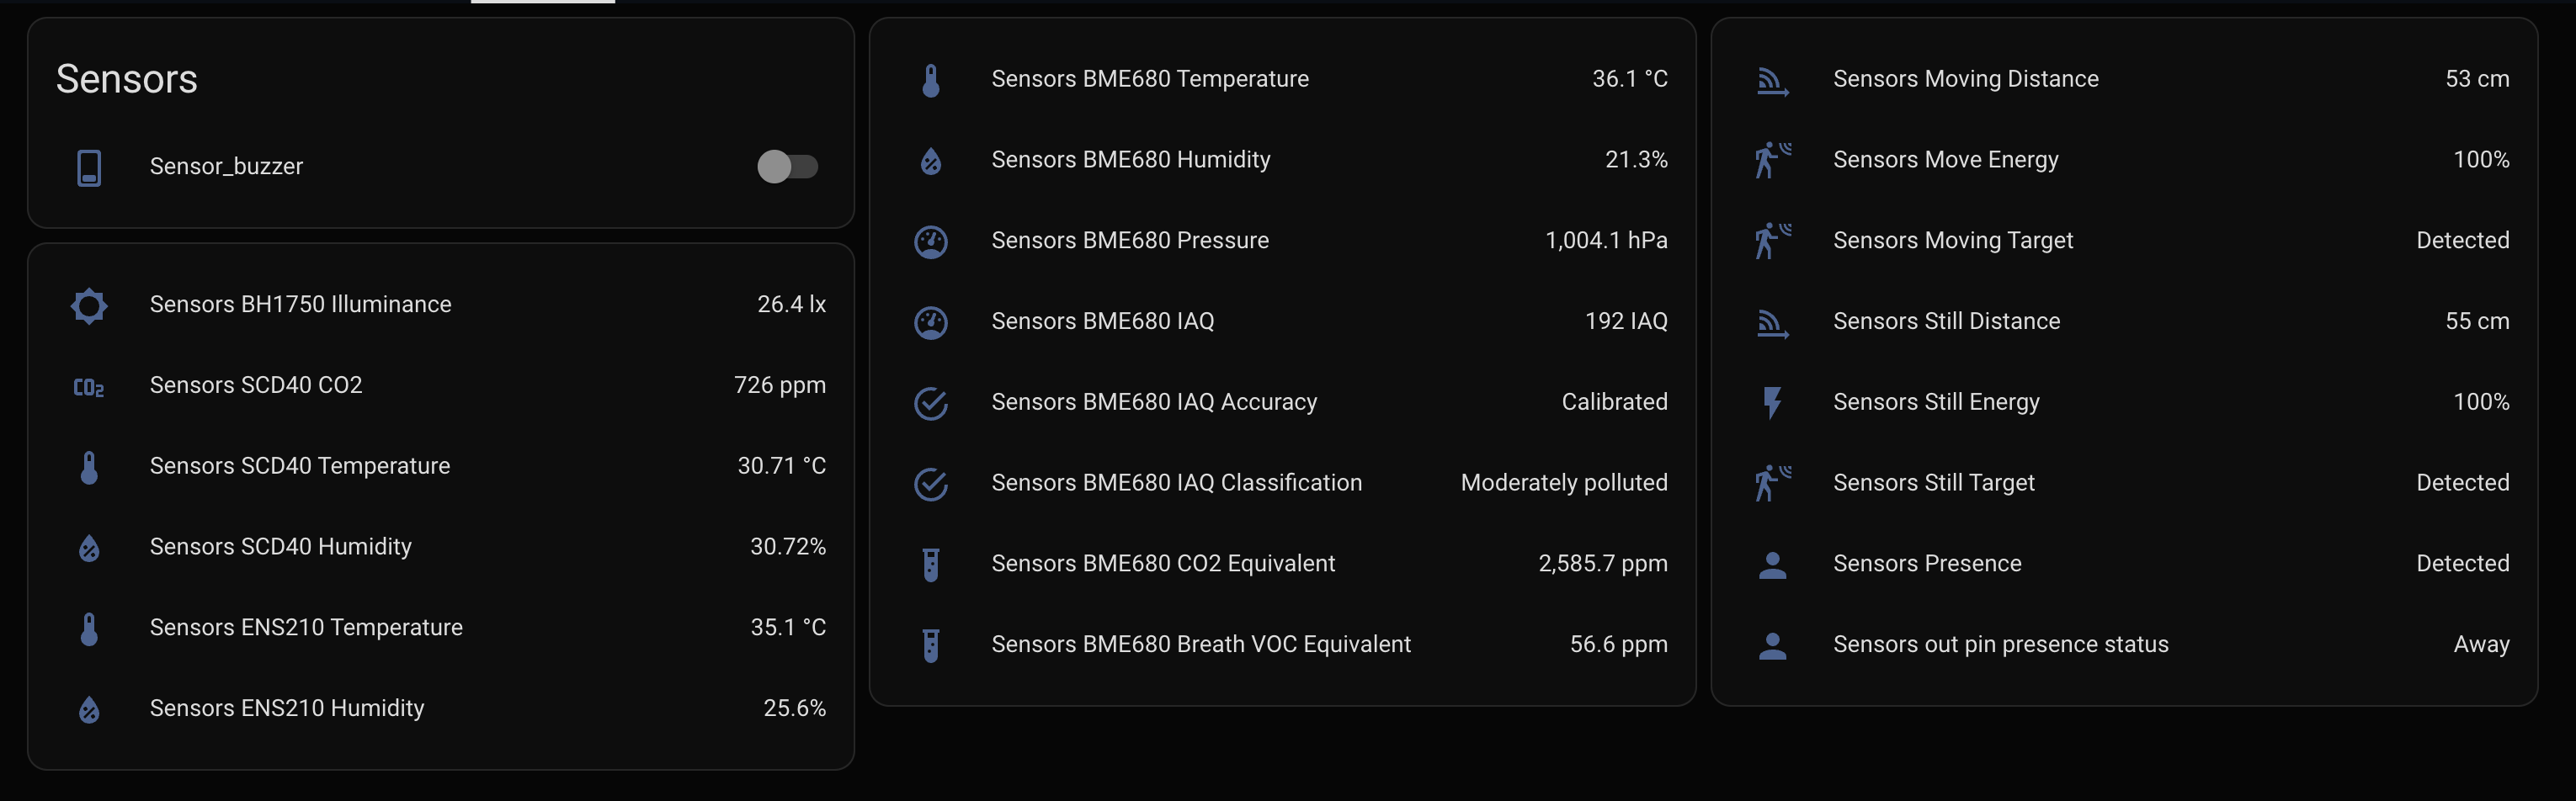 Sensors
Sensor_buzzer
Sensors BH1750 Illuminance 26.4 lx
CO2 Sensors SCD40 CO2 726 ppm
Sensors SCD40 Temperature 30.71 °C
Sensors SCD40 Humidity 30.72%
Sensors ENS210 Temperature 35.1 °C
Sensors ENS210 Humidity 25.6%
Sensors BME680 Temperature 36.1 °C
Sensors BME680 Humidity 21.3%
Sensors BME680 Pressure 1,004.1 hPa
Sensors BME680 IAQ 192 IAQ
Sensors BME680 IAQ Accuracy Calibrated
Sensors BME680 IAQ Classification Moderately polluted
Sensors BME680 CO2 Equivalent 2,585.7 ppm
Sensors BME680 Breath VOC Equivalent 56.6 ppm
Sensors Moving Distance 53 cm
Sensors Move Energy 100%
Sensors Moving Target Detected
Sensors Still Distance 55 cm
Sensors Still Energy 100%
Sensors Still Target Detected
Sensors Presence Detected
Sensors out pin presence status Away